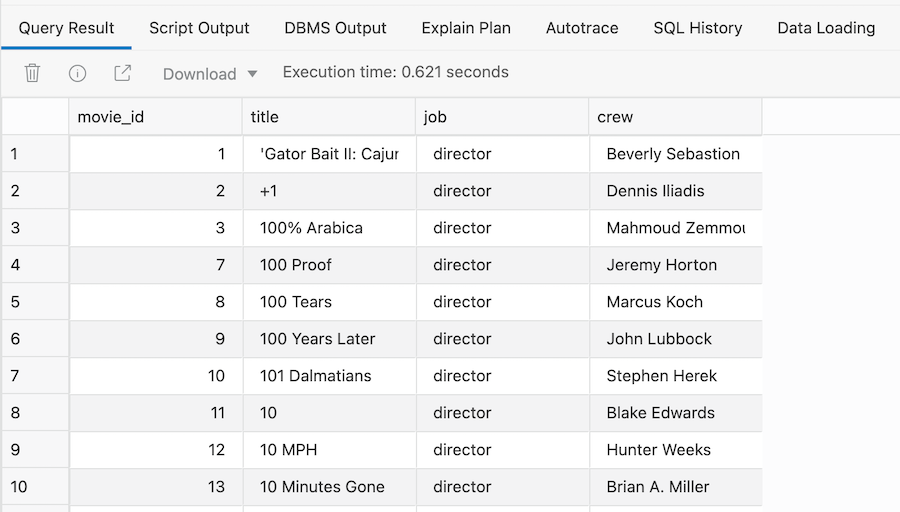 Query Result Script Output DBMS Output Explain Plan Autotrace SQL History Data Loading
Download Execution time: 0.621 seconds
movie_id title job crew
1 1 'Gator Bait II: Cajun director Beverly Sebastion
2 2 +1 director Dennis Iliadis
3 3 100% Arabica director Mahmoud Zemmou
4 7 100 Proof director Jeremy Horton
5 8 100 Tears director Marcus Koch
6 9 100 Years Later director John Lubbock
7 10 101 Dalmatians director Stephen Herek
8 11 10 director Blake Edwards
9 12 10 MPH director Hunter Weeks
10 13 10 Minutes Gone director Brian A. Miller